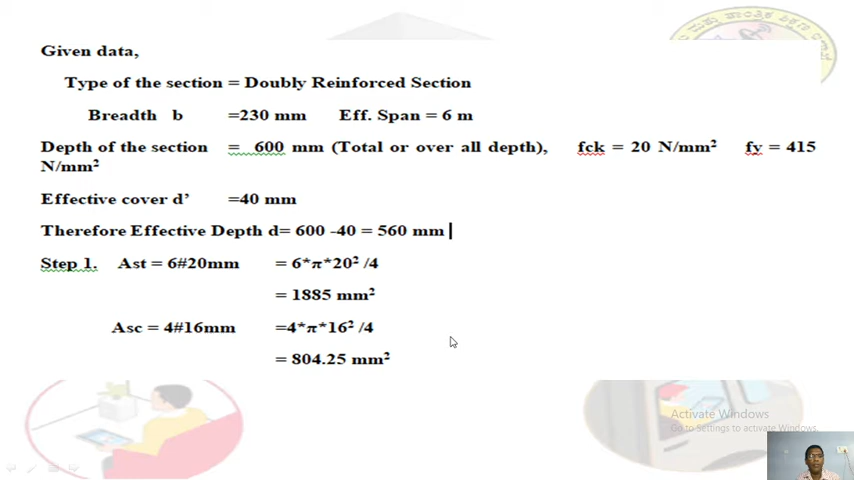 Given data,
Type of the section = Doubly Reinforced Section
Breadth b =230 mm Eff. Span = 6 m
Depth of the section = 600 mm (Total or over all depth), fck = 20 N/mm² fy = 415
N/mm²
Effective cover d’ =40 mm
Therefore Effective Depth d= 600 -40 = 560 mm
Step 1. Ast = 6#20mm = 6*π*20² /4
= 1885 mm²
Asc = 4#16mm =4*π*16² /4
= 804.25 mm²
Activate Windows
Go to Settings to activate Windows.